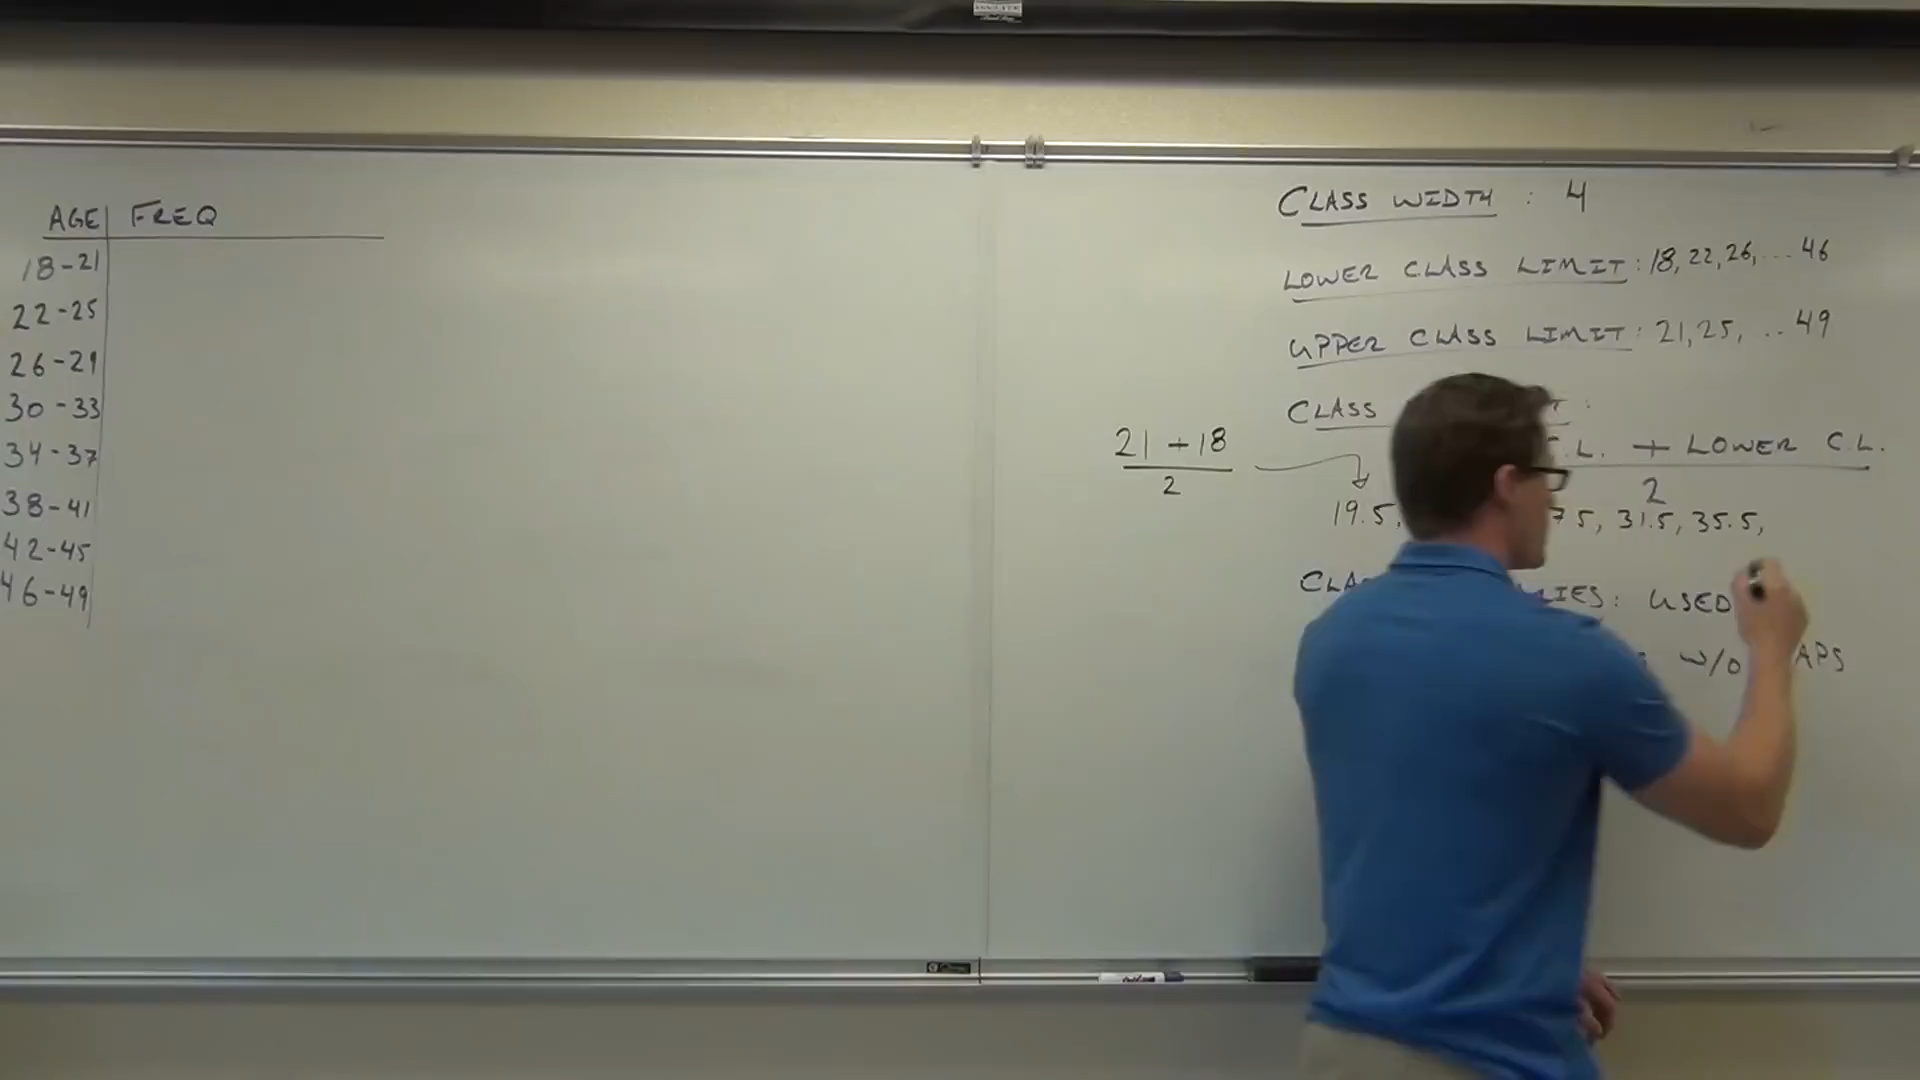 AGE FREQ
18-21
22-25
26-29
30-33
34-37
38-41
42-45
46-49
CLASS WIDTH : 4
LOWER CLASS LIMIT : 18, 22, 26, ... 46
UPPER CLASS LIMIT : 21, 25, ... 49
CLASS :
21 + 18
2
.L. + LOWER C.L.
2
19.5, 7.5, 31.5, 35.5,
: USED
W/O